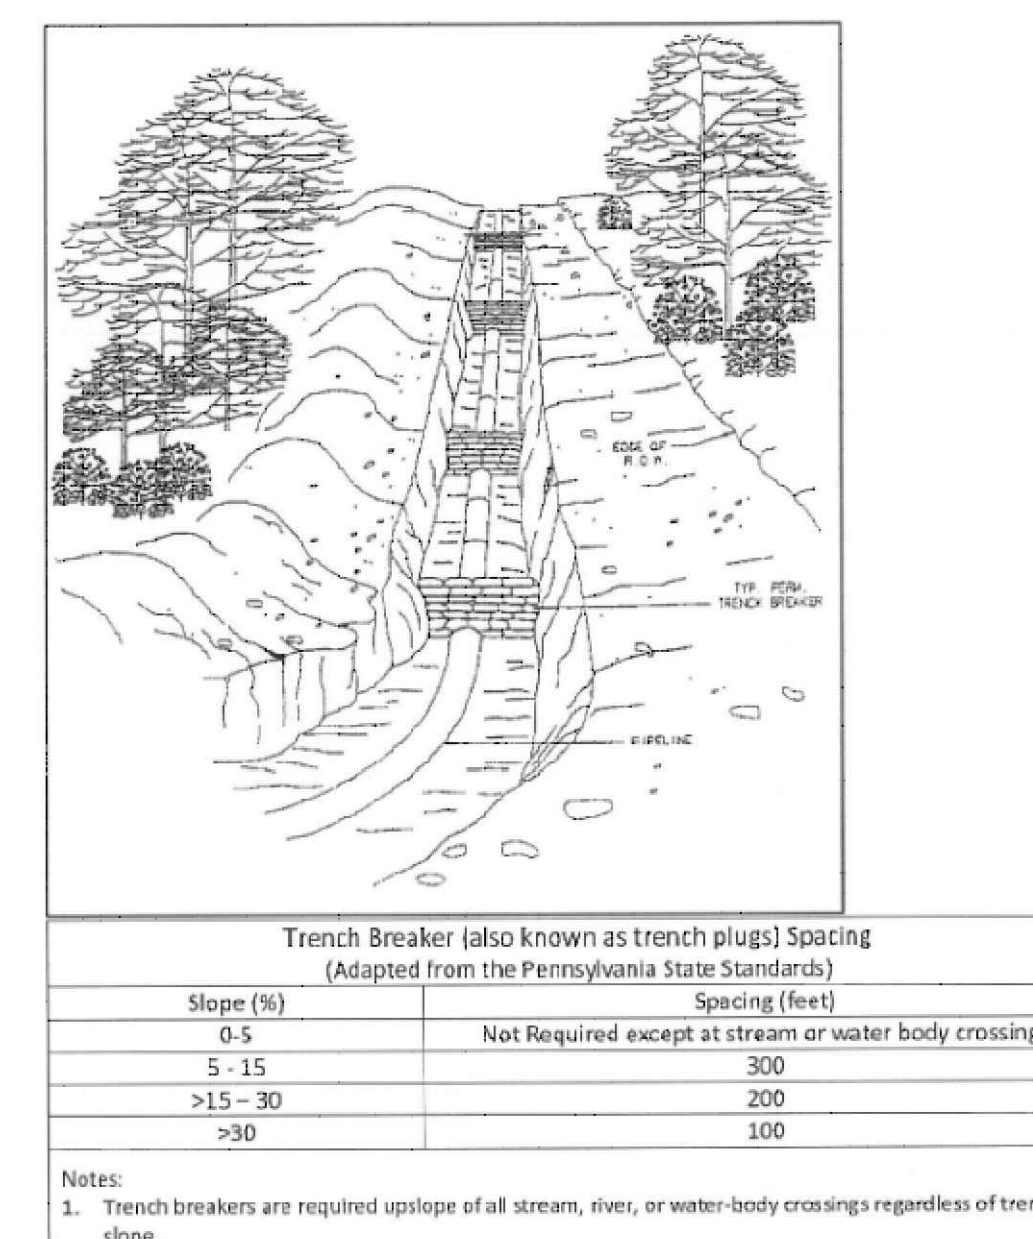 EDGE OF
R.O.W.
TYP. PERM.
TRENCH BREAKER
PIPELINE
Trench Breaker (also known as trench plugs) Spacing
(Adapted from the Pennsylvania State Standards)
Slope (%) Spacing (feet)
0-5 Not Required except at stream or water body crossing
5 - 15 300
>15 – 30 200
>30 100
Notes:
1. Trench breakers are required upslope of all stream, river, or water-body crossings regardless of tren
slope